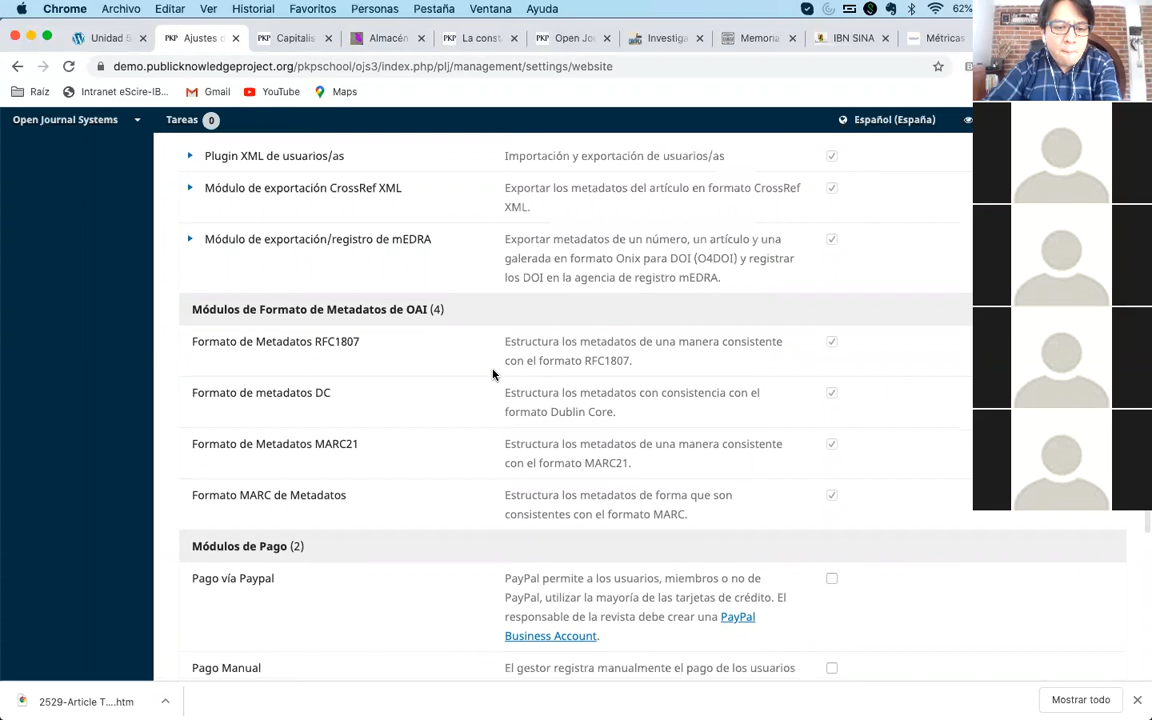 Chrome Archivo Editar Ver Historial Favoritos Personas Pestaña Ventana Ayuda 62%
Unidad 5 PKP Ajustes d PKP Capitalis Almac PKP La const PKP Open Jo Investiga Memoria IBN SINA Métricas
demo.publicknowledgeproject.org/pkpschool/ojs3/index.php/plj/management/settings/website
Raíz Intranet eScire-IB... Gmail YouTube Maps
Open Journal Systems Tareas 0 Español (España)
Plugin XML de usuarios/as Importación y exportación de usuarios/as
Módulo de exportación CrossRef XML Exportar los metadatos del artículo en formato CrossRef
XML.
Módulo de exportación/registro de mEDRA Exportar metadatos de un número, un artículo y una
galerada en formato Onix para DOI (O4DOI) y registrar
los DOI en la agencia de registro mEDRA.
Módulos de Formato de Metadatos de OAI (4)
Formato de Metadatos RFC1807 Estructura los metadatos de una manera consistente
con el formato RFC1807.
Formato de metadatos DC Estructura los metadatos con consistencia con el
formato Dublin Core.
Formato de Metadatos MARC21 Estructura los metadatos de una manera consistente
con el formato MARC21.
Formato MARC de Metadatos Estructura los metadatos de forma que son
consistentes con el formato MARC.
Módulos de Pago (2)
Pago vía Paypal PayPal permite a los usuarios, miembros o no de
PayPal, utilizar la mayoría de las tarjetas de crédito. El
responsable de la revista debe crear una PayPal
Business Account.
Pago Manual El gestor registra manualmente el pago de los usuarios
2529-Article T....htm Mostrar todo